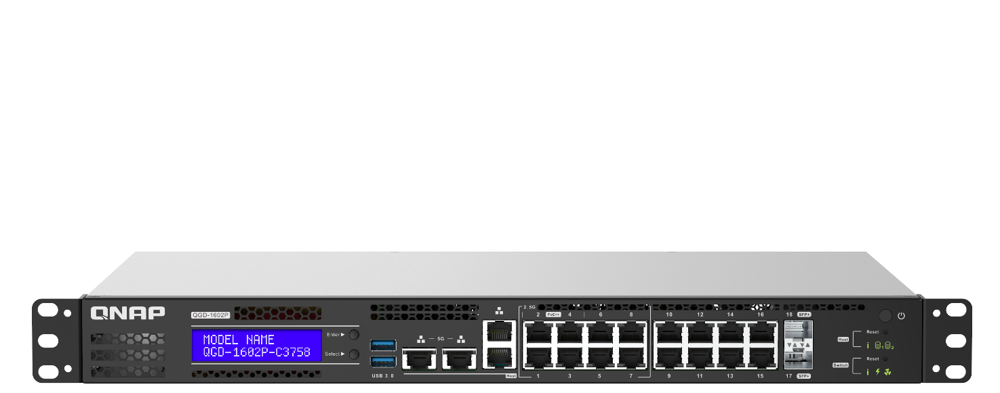 QNAP
QGD-1602P
MODEL NAME
QGD-1602P-C3758
Enter
Select
USB 3.0
5G
Host
2.5G
2 PoE++ 4 6 8 10 12 14 16 18 SFP+
1 3 5 7 9 11 13 15 17 SFP+
Reset
Host
1 2
Reset
Switch